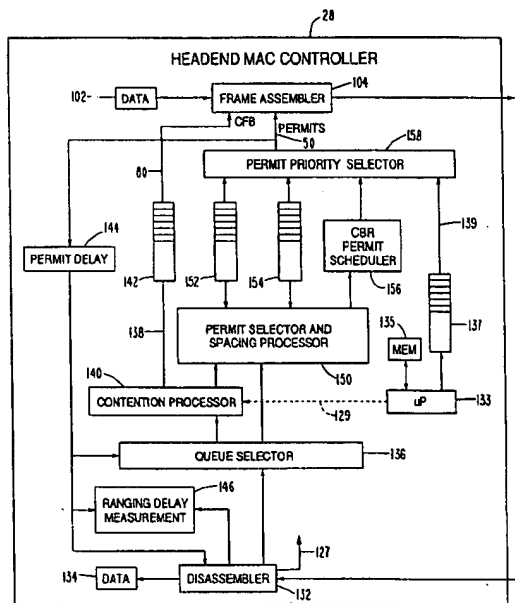 28
HEADEND MAC CONTROLLER
102
DATA
FRAME ASSEMBLER
104
CFB
PERMITS
50
158
PERMIT PRIORITY SELECTOR
80
144
PERMIT DELAY
142
152
154
CBR
PERMIT
SCHEDULER
156
139
137
138
PERMIT SELECTOR AND
SPACING PROCESSOR
150
135
MEM
140
CONTENTION PROCESSOR
129
uP
133
QUEUE SELECTOR
136
146
RANGING DELAY
MEASUREMENT
127
134
DATA
DISASSEMBLER
132